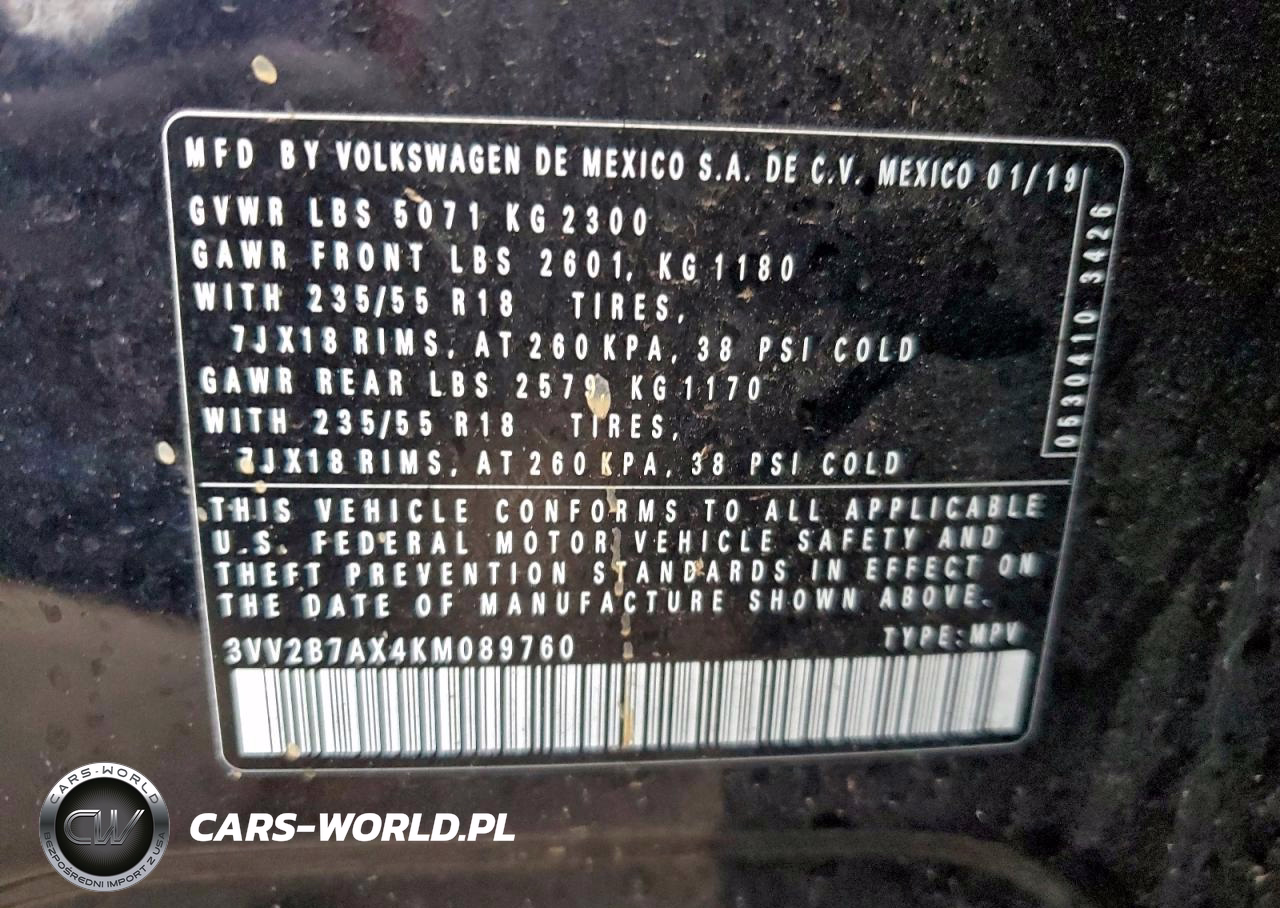 MFD BY VOLKSWAGEN DE MEXICO S.A. DE C.V. MEXICO 01/19
GVWR LBS 5071 KG 2300
GAWR FRONT LBS 2601, KG 1180
WITH 235/55 R18 TIRES,
7JX18 RIMS, AT 260 KPA, 38 PSI COLD
GAWR REAR LBS 2579, KG 1170
WITH 235/55 R18 TIRES,
7JX18 RIMS, AT 260 KPA, 38 PSI COLD
0530410 3426
THIS VEHICLE CONFORMS TO ALL APPLICABLE
U.S. FEDERAL MOTOR VEHICLE SAFETY AND
THEFT PREVENTION STANDARDS IN EFFECT ON
THE DATE OF MANUFACTURE SHOWN ABOVE.
3VV2B7AX4KM089760 TYPE:MPV
CARS-WORLD
CW
BEZPOŚREDNI IMPORT Z USA
CARS-WORLD.PL